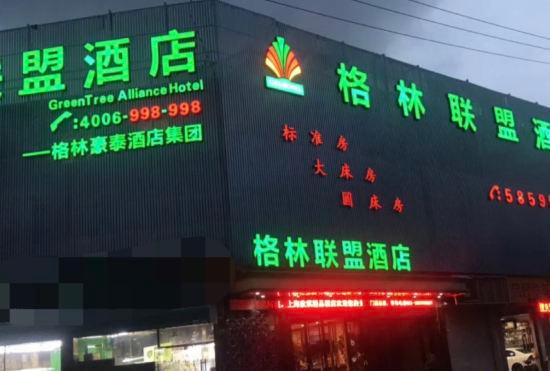 联盟酒店
GreenTree Alliance Hotel
:4006-998-998
——格林豪泰酒店集团
格林联盟酒
标准房
大床房
圆床房
5859
格林联盟酒店